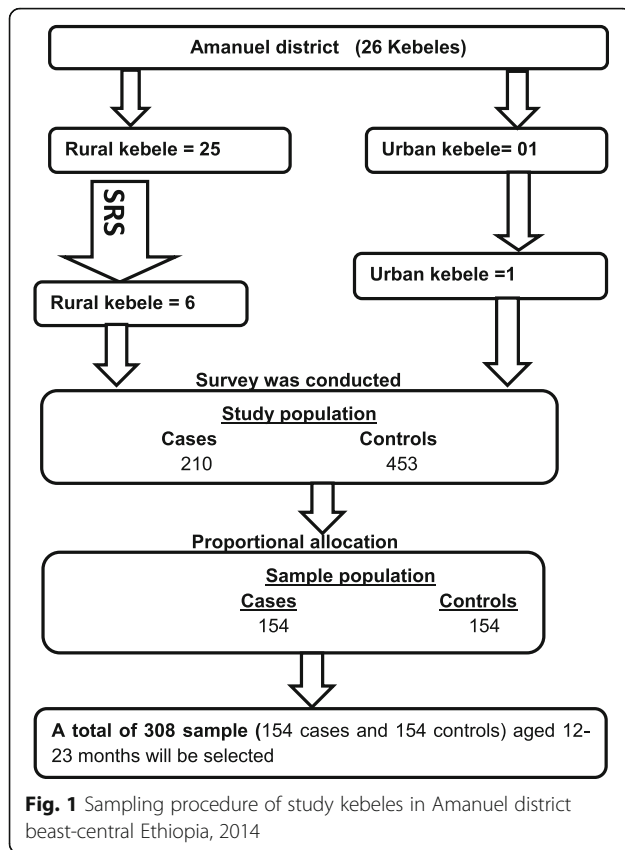 Amanuel district (26 Kebeles)
Rural kebele = 25
Urban kebele= 01
SRS
Urban kebele =1
Rural kebele = 6
Survey was conducted
Study population
Cases Controls
210 453
Proportional allocation
Sample population
Cases Controls
154 154
A total of 308 sample (154 cases and 154 controls) aged 12-
23 months will be selected
Fig. 1 Sampling procedure of study kebeles in Amanuel district
beast-central Ethiopia, 2014